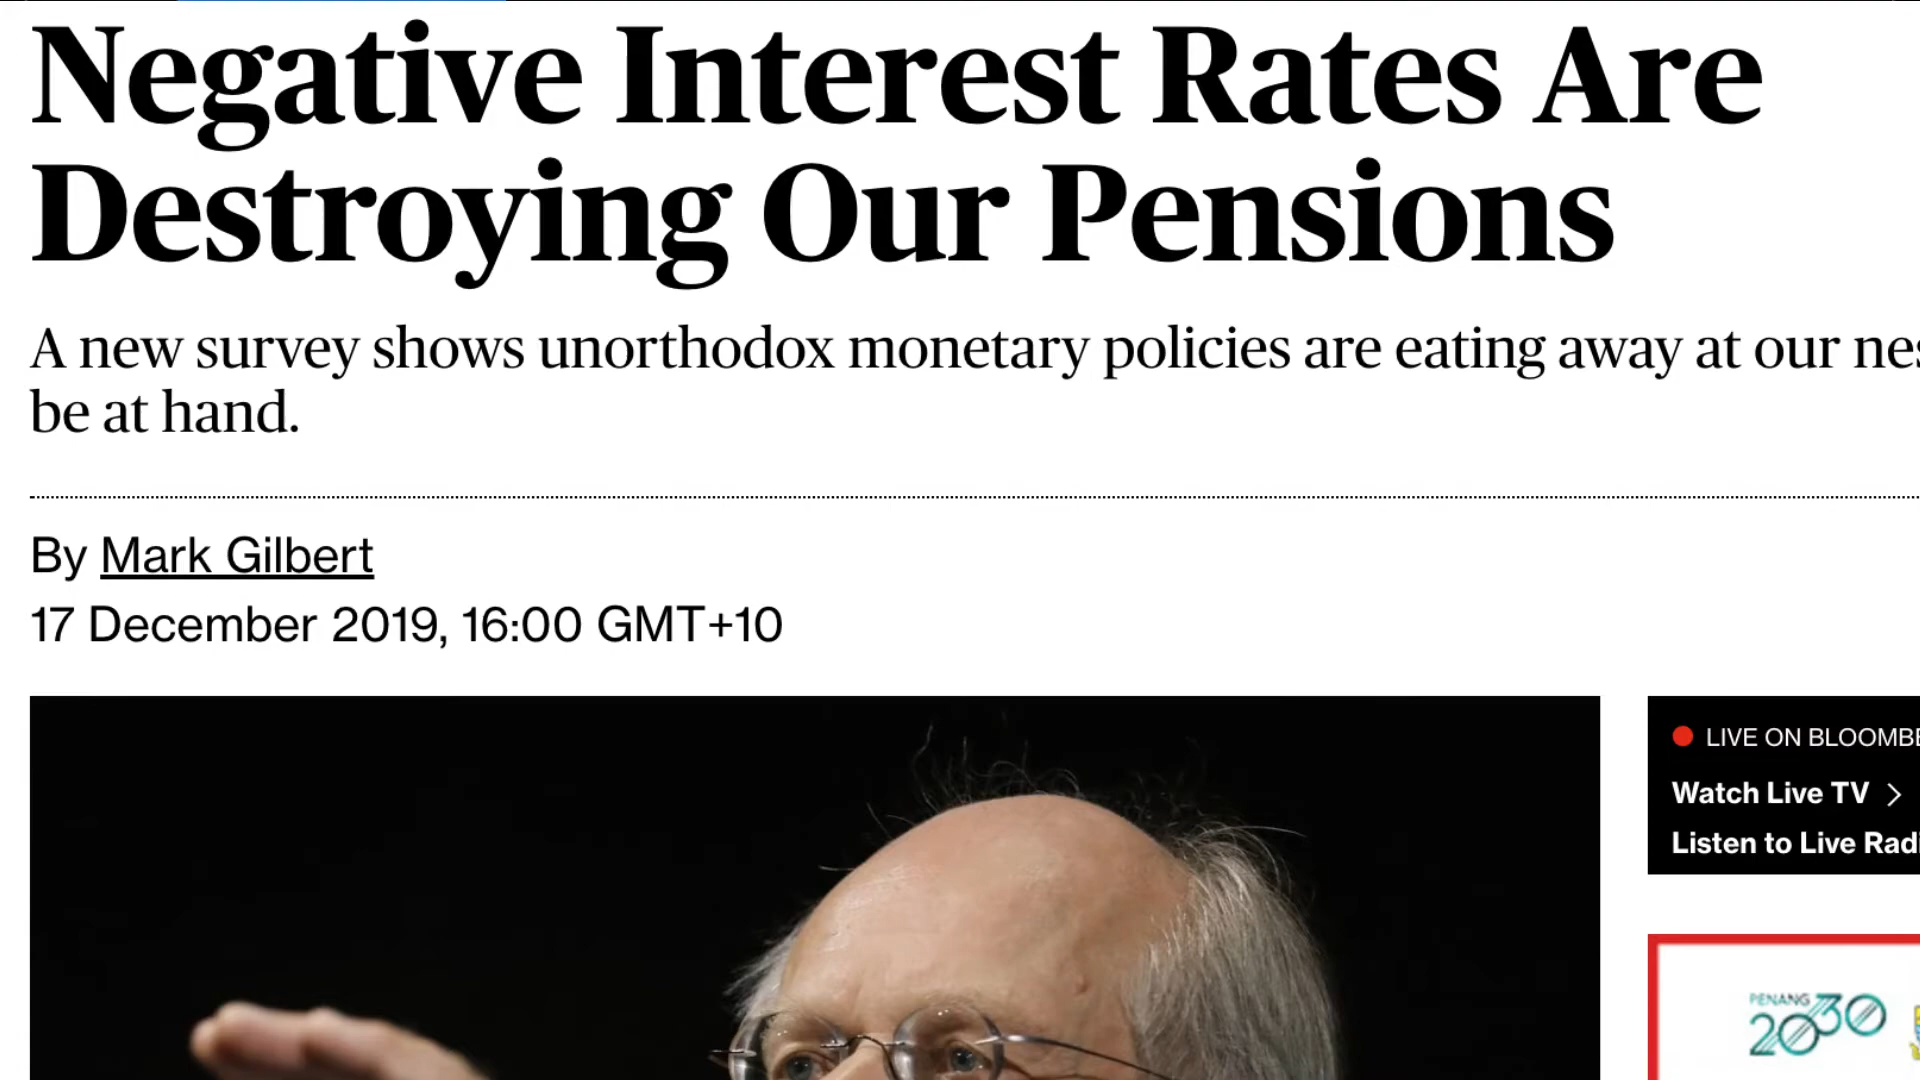 Negative Interest Rates Are
Destroying Our Pensions
A new survey shows unorthodox monetary policies are eating away at our
be at hand.
By Mark Gilbert
17 December 2019, 16:00 GMT+10
LIVE ON
Watch Live TV >
Listen to Live
PENANG
2030